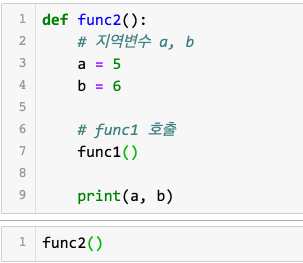 1 def func2():
2     # 지역변수 a, b
3     a = 5
4     b = 6
5
6     # func1 호출
7     func1()
8
9     print(a, b)
1 func2()